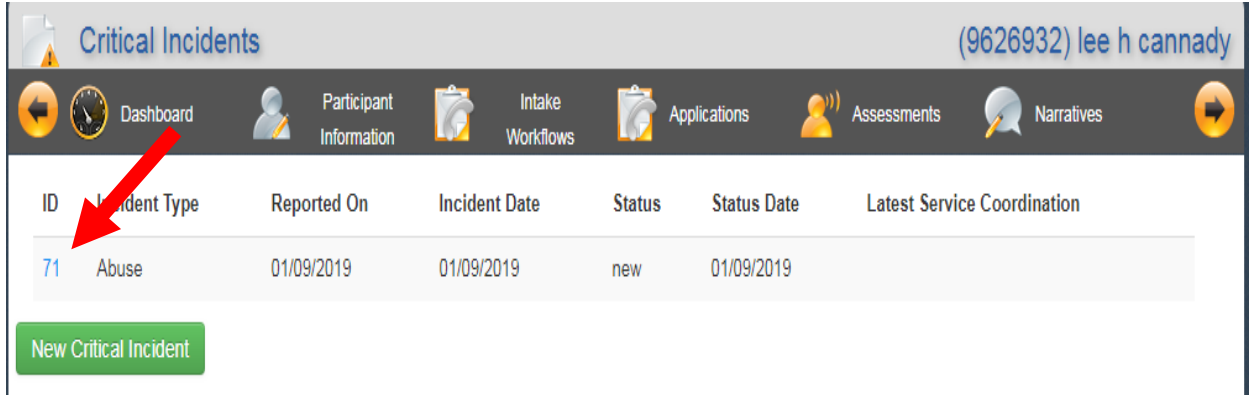 Critical Incidents (9626932) lee h cannady
Dashboard Participant Information Intake Workflows Applications Assessments Narratives
ID Incident Type Reported On Incident Date Status Status Date Latest Service Coordination
71 Abuse 01/09/2019 01/09/2019 new 01/09/2019
New Critical Incident